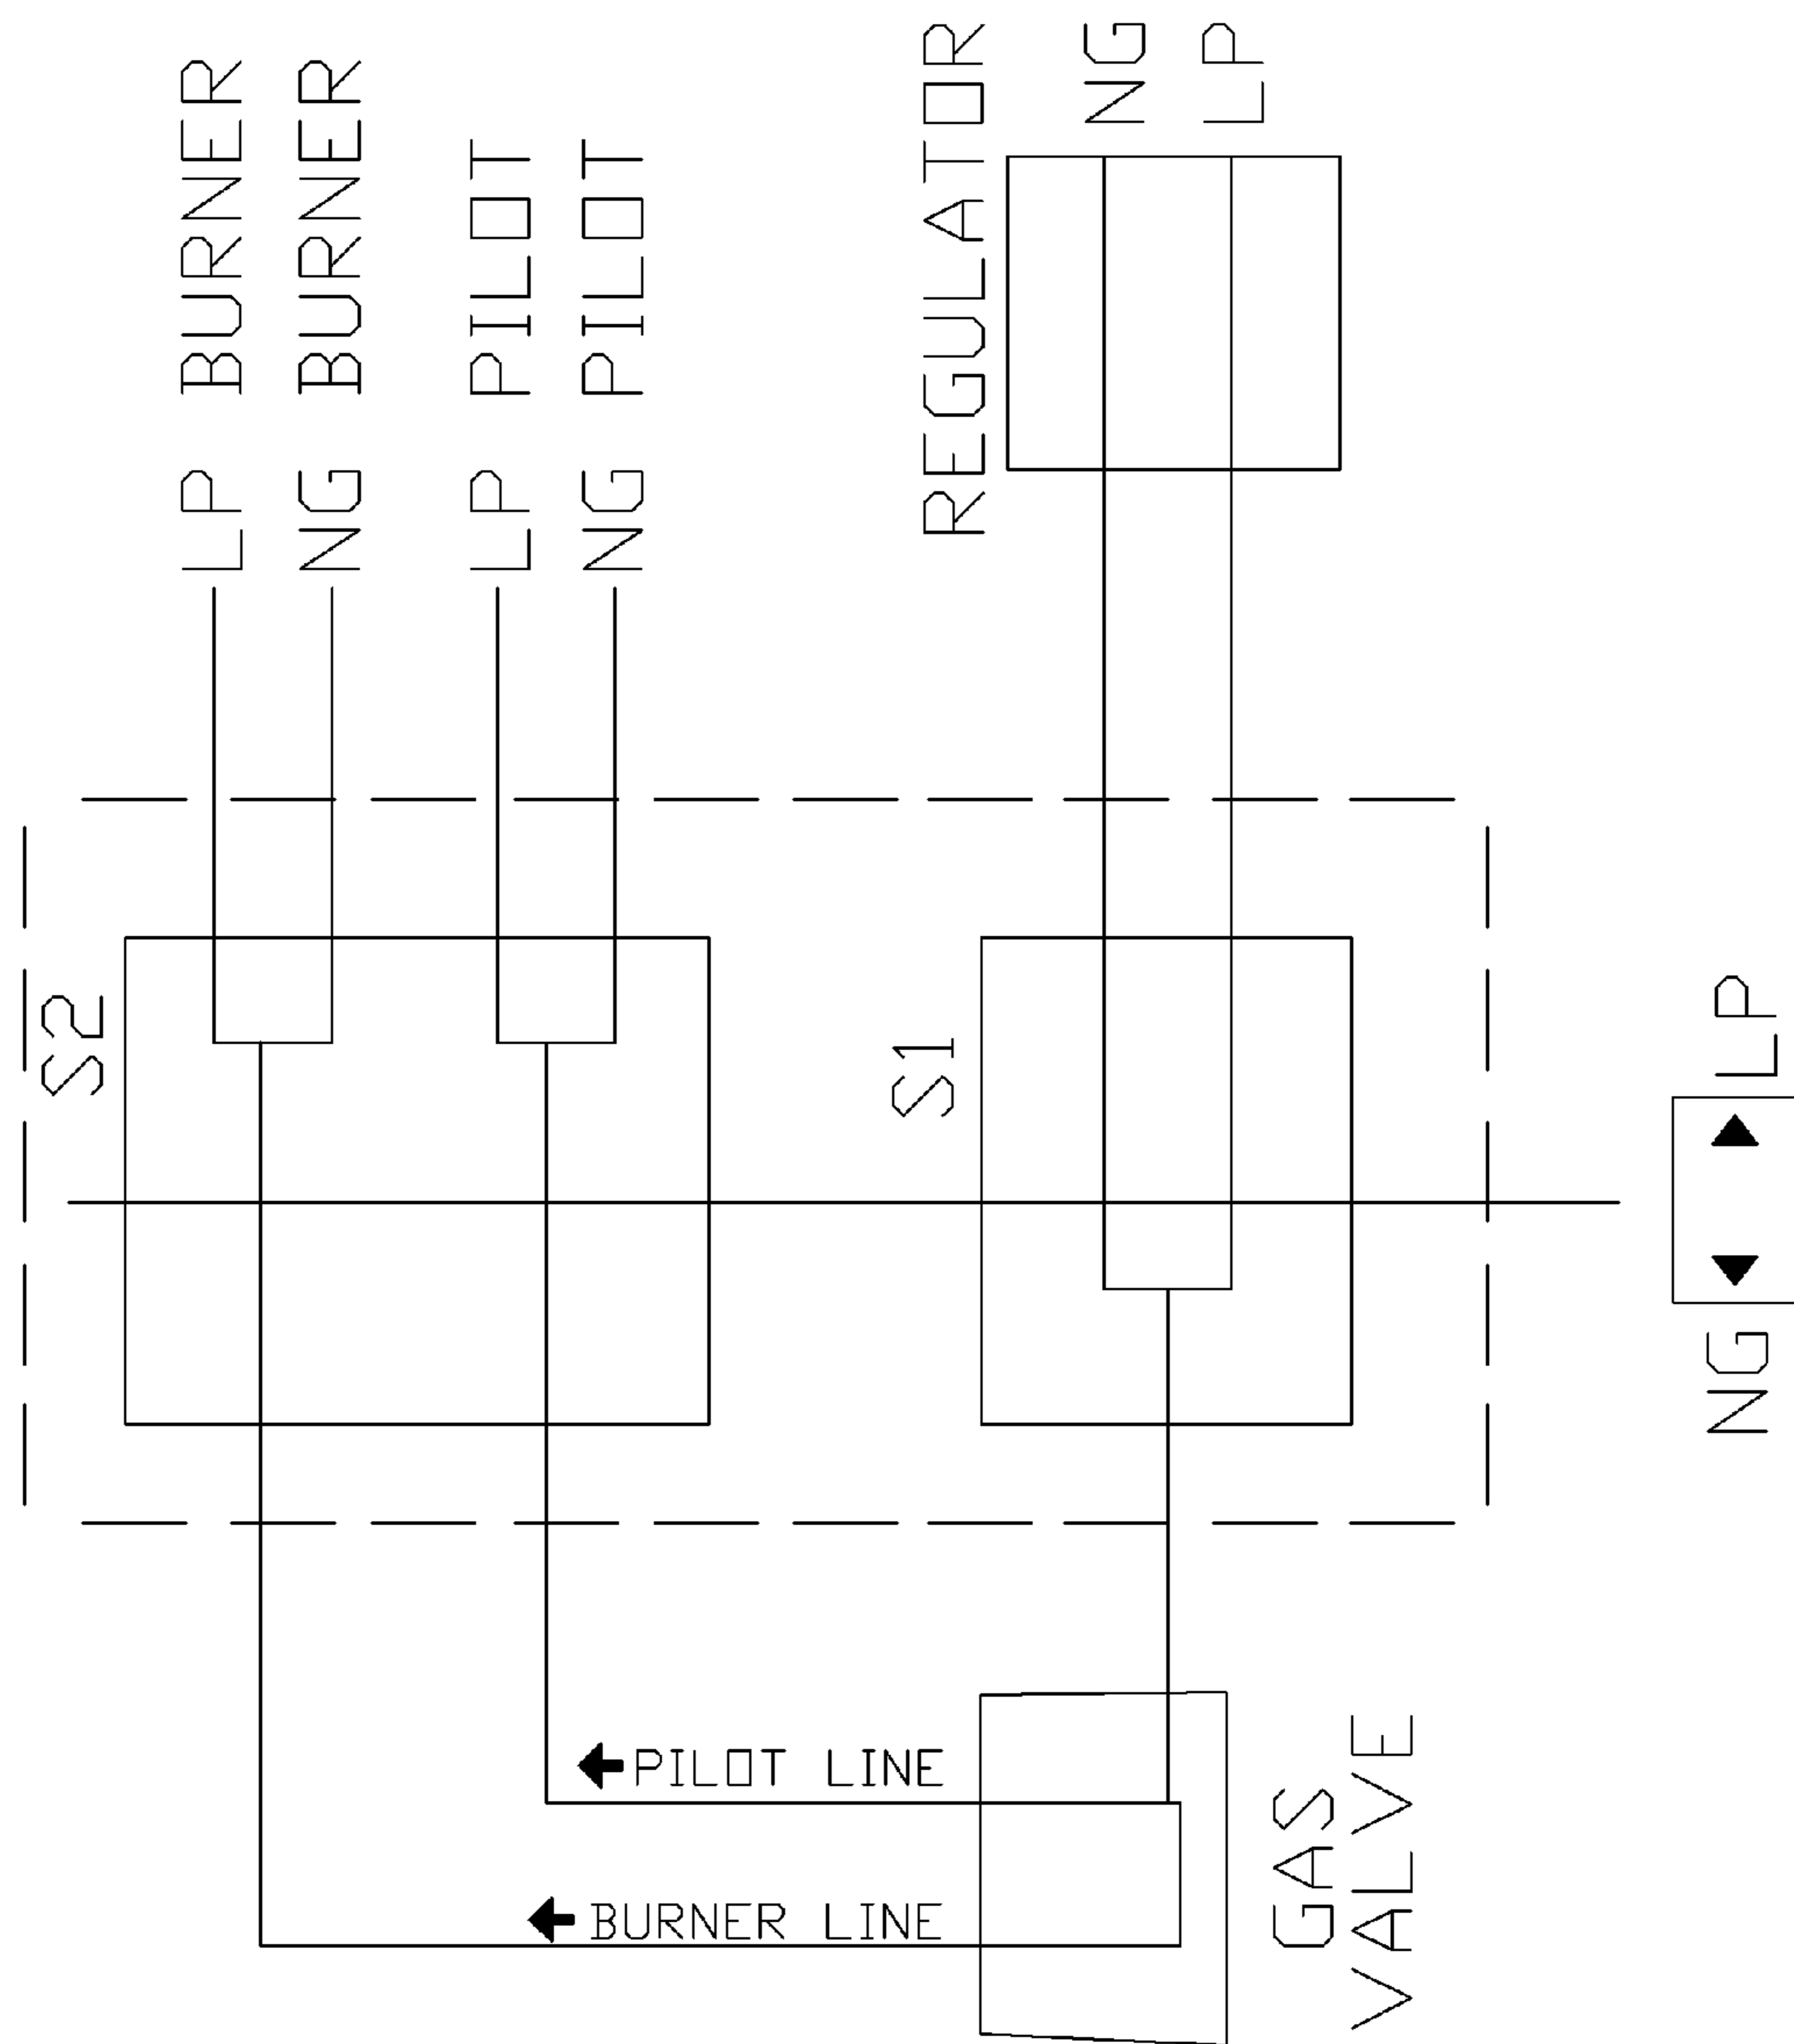 LP BURNER
NG BURNER
LP PILOT
NG PILOT
REGULATOR
NG
LP
S2
S1
NG
LP
PILOT LINE
BURNER LINE
GAS
VALVE